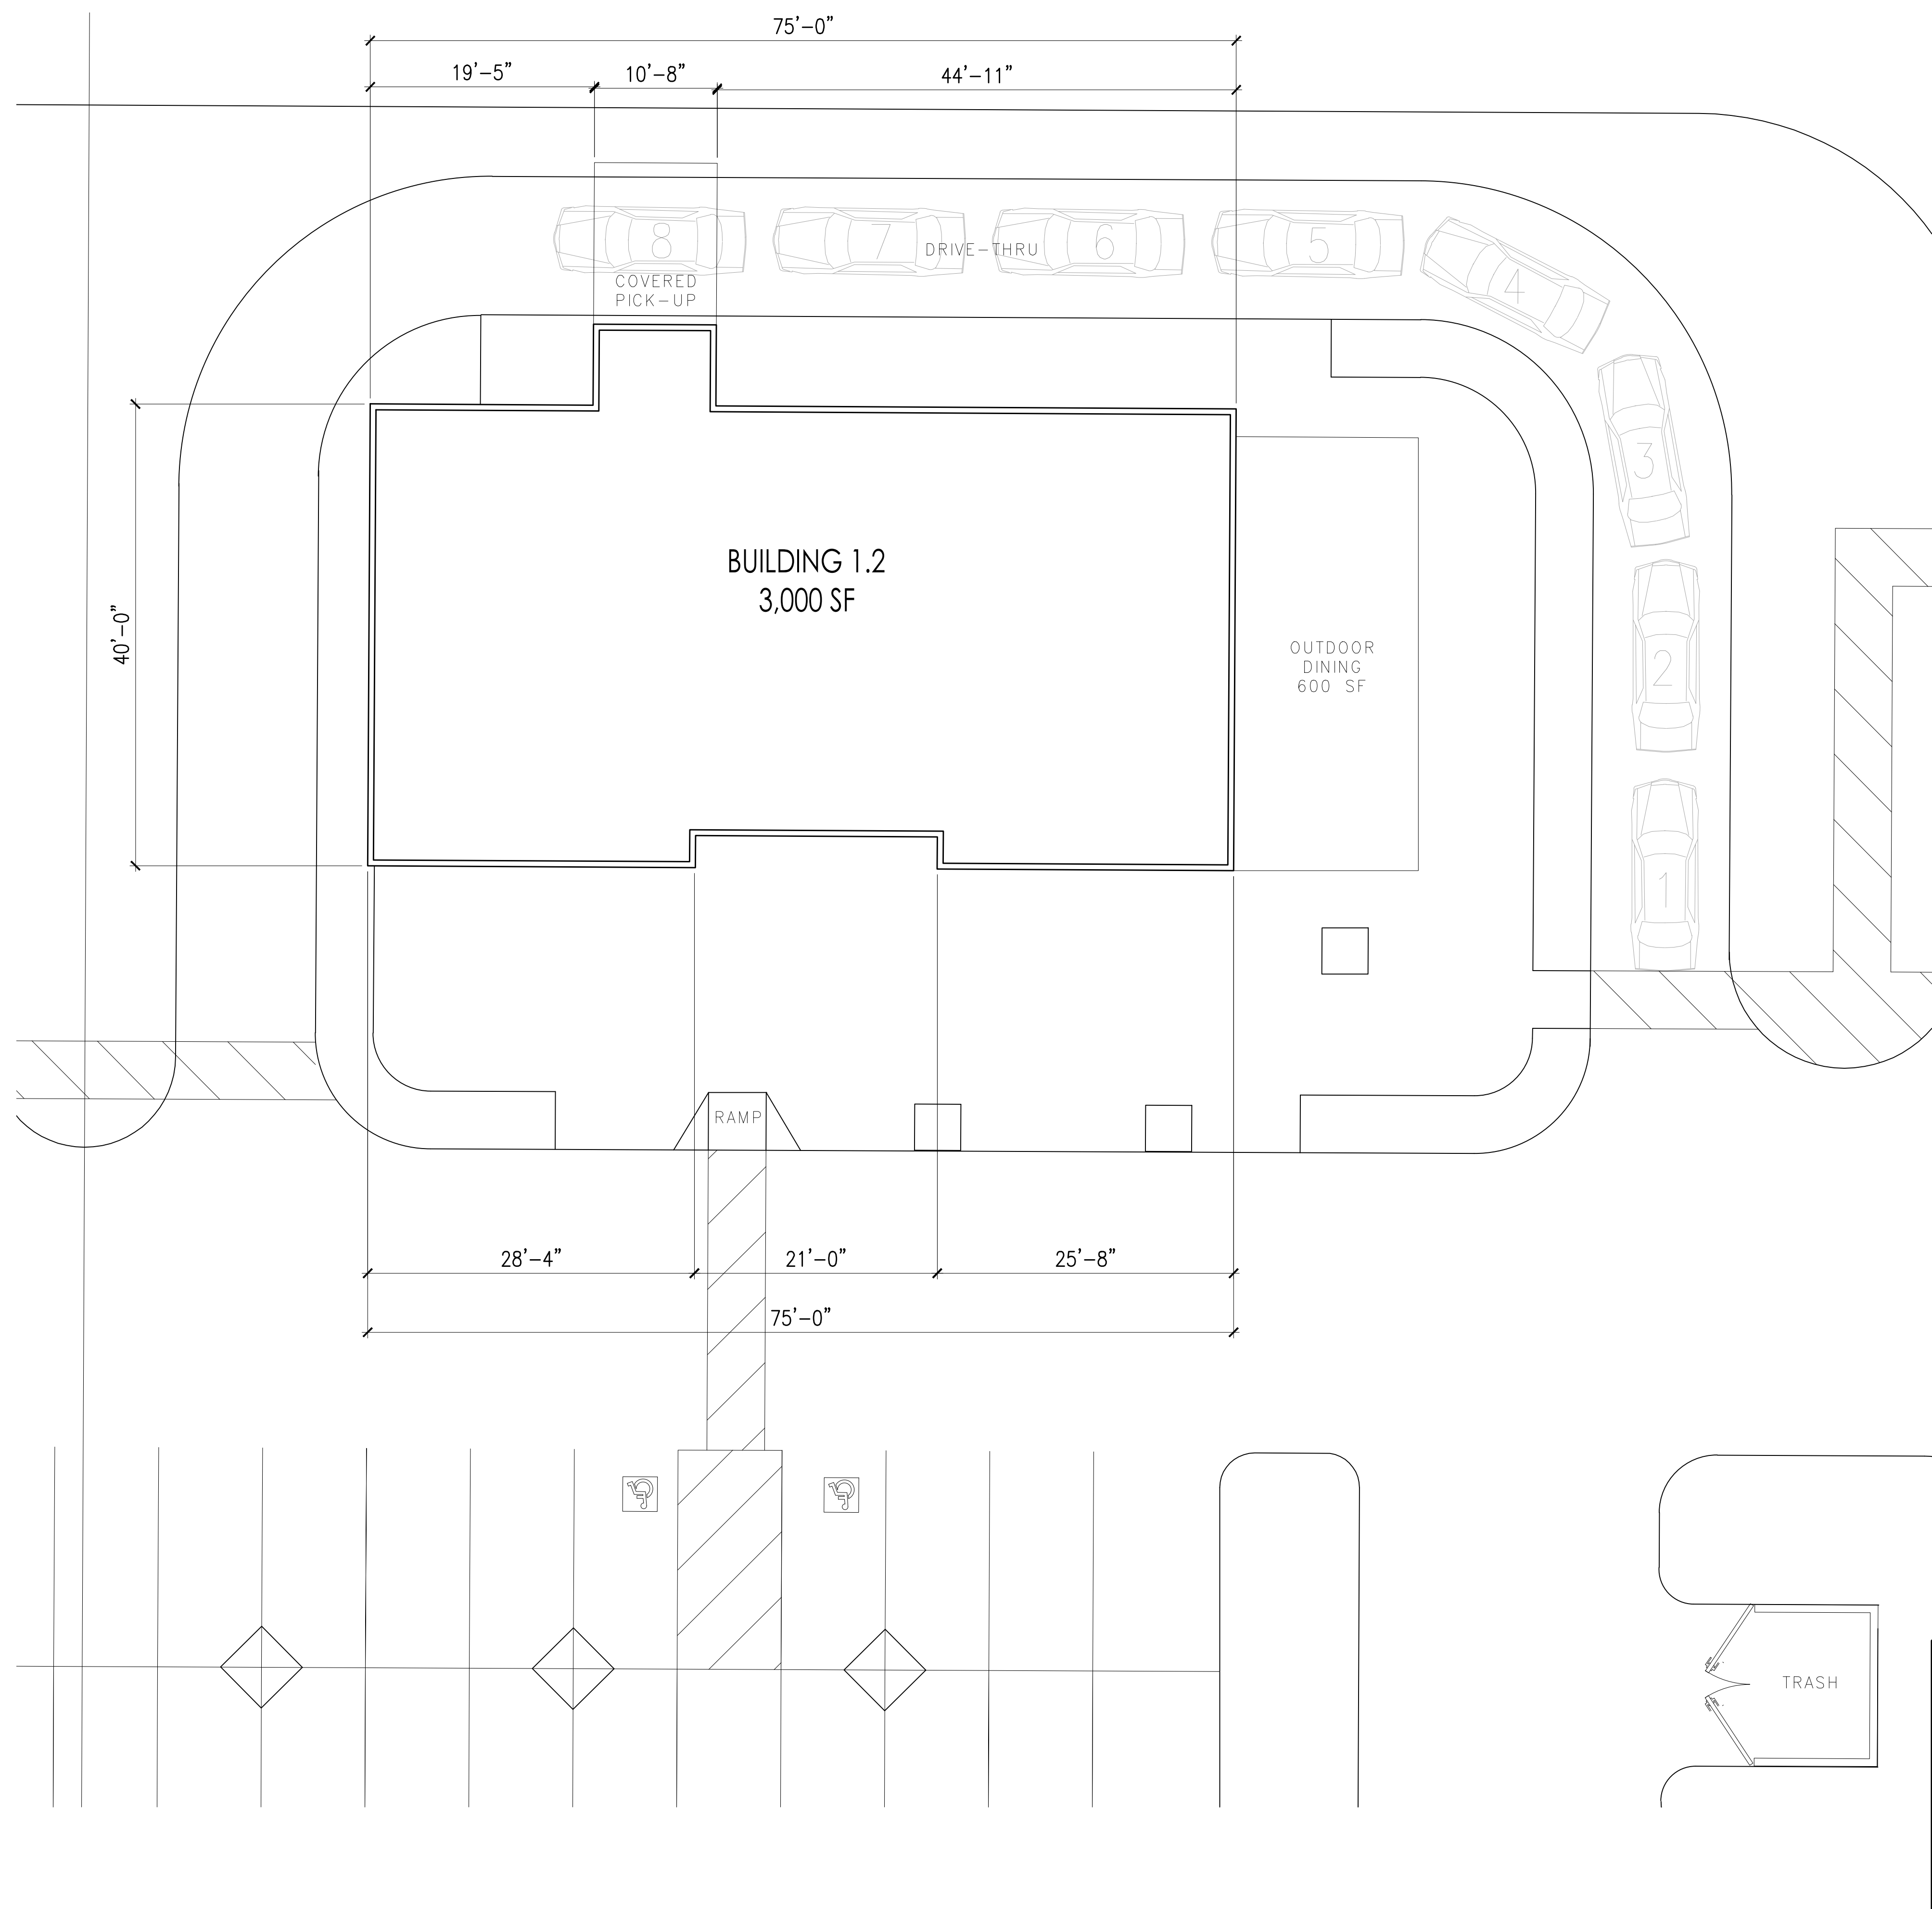 75'-0"
19'-5"
10'-8"
44'-11"
8
7
6
5
4
3
2
1
DRIVE-THRU
COVERED
PICK-UP
40'-0"
BUILDING 1.2
3,000 SF
OUTDOOR
DINING
600 SF
RAMP
28'-4"
21'-0"
25'-8"
75'-0"
TRASH